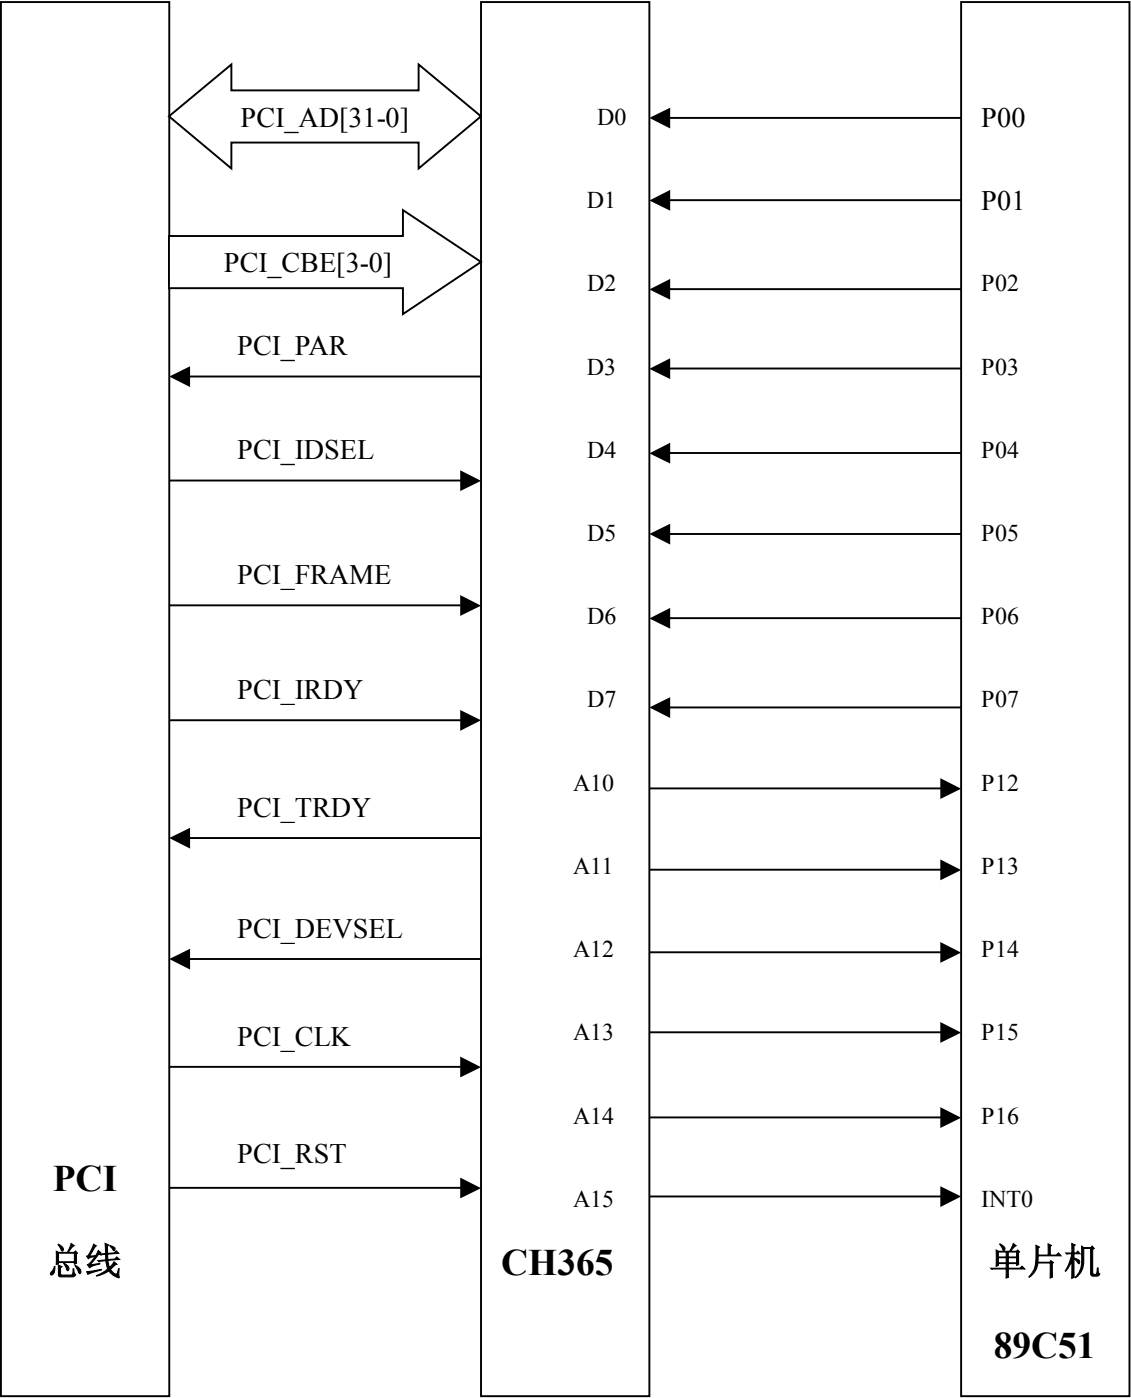 PCI_AD[31-0]
D0
P00
D1
P01
PCI_CBE[3-0]
D2
P02
PCI_PAR
D3
P03
PCI_IDSEL
D4
P04
D5
P05
PCI_FRAME
D6
P06
PCI_IRDY
D7
P07
A10
P12
PCI_TRDY
A11
P13
PCI_DEVSEL
A12
P14
PCI_CLK
A13
P15
A14
P16
PCI_RST
PCI
A15
INT0
总线
CH365
单片机
89C51